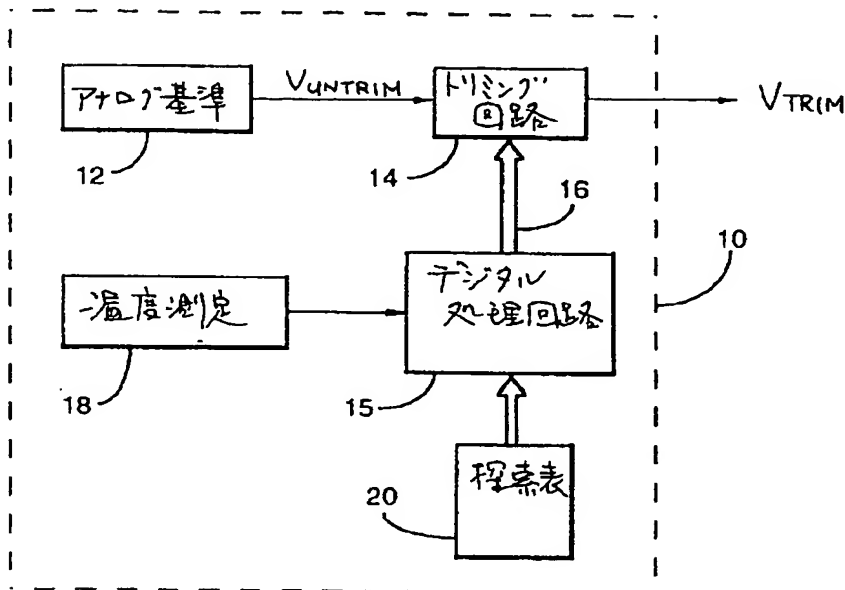 アナログ基準
VUNTRIM
トリミング
回路
VTRIM
12
14
16
10
温度測定
デジタル
処理回路
18
15
探索表
20